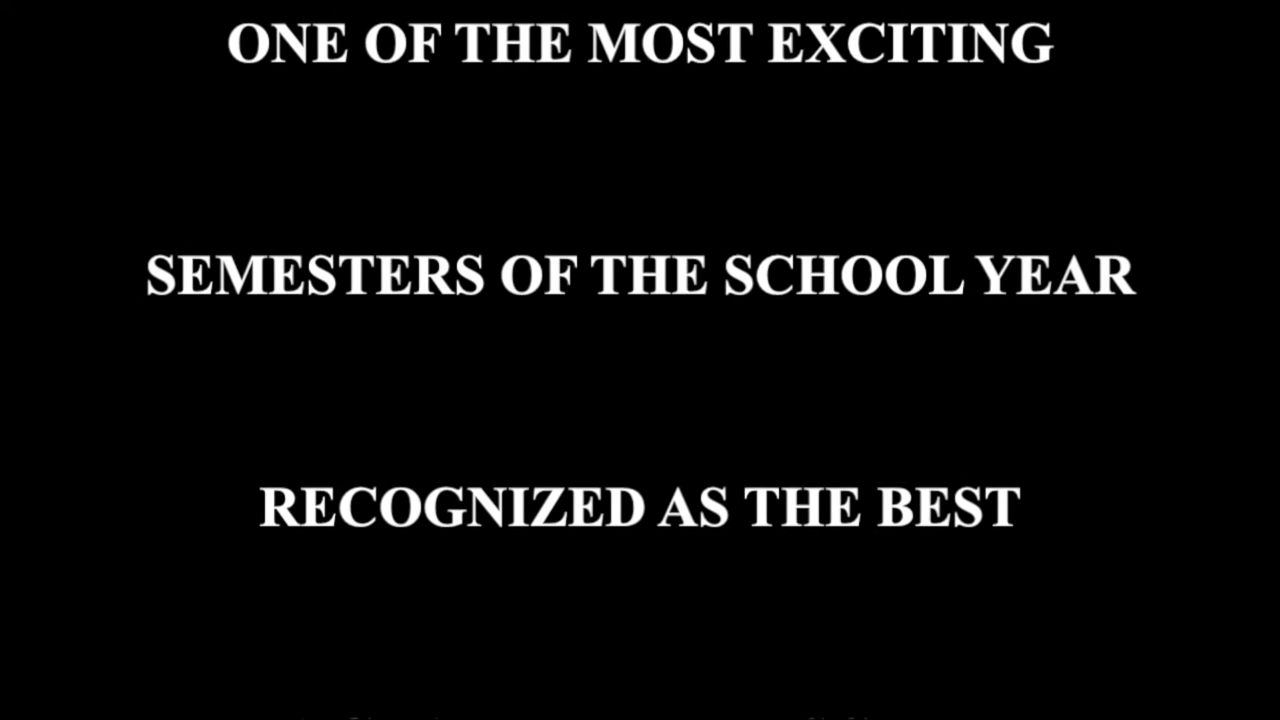 ONE OF THE MOST EXCITING
SEMESTERS OF THE SCHOOL YEAR
RECOGNIZED AS THE BEST